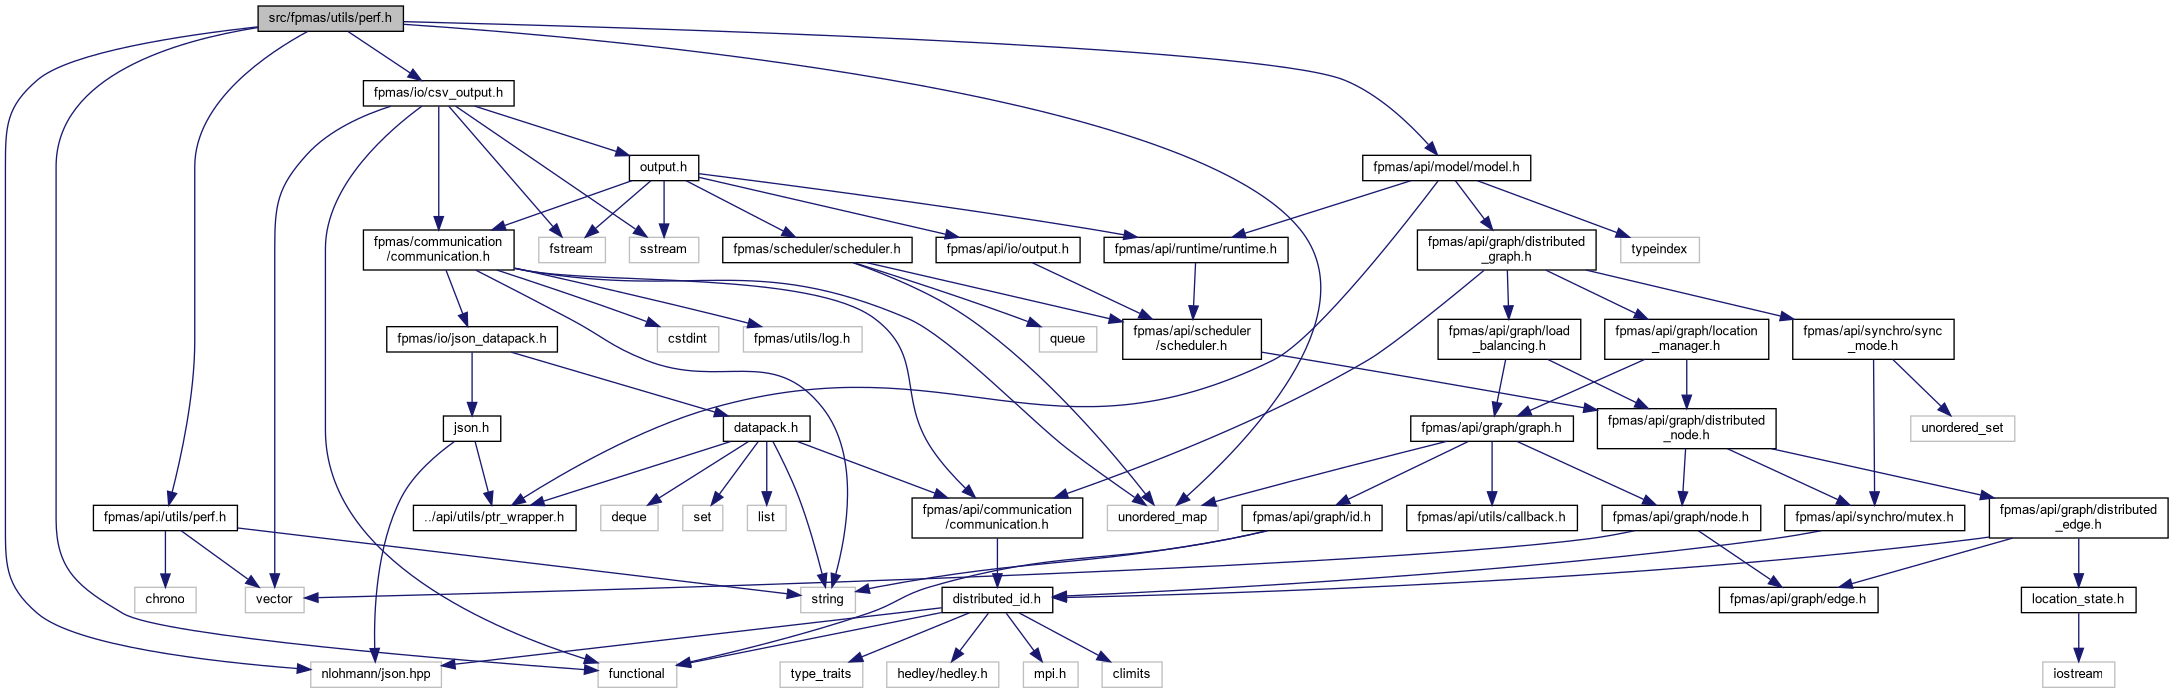 src/fpmas/utils/perf.h
fpmas/io/csv_output.h
output.h
fpmas/api/model/model.h
fpmas/communication
/communication.h
fstream
sstream
fpmas/scheduler/scheduler.h
fpmas/api/io/output.h
fpmas/api/runtime/runtime.h
fpmas/api/graph/distributed
_graph.h
typeindex
fpmas/io/json_datapack.h
cstdint
fpmas/utils/log.h
queue
fpmas/api/scheduler
/scheduler.h
fpmas/api/graph/load
_balancing.h
fpmas/api/graph/location
_manager.h
fpmas/api/synchro/sync
_mode.h
json.h
datapack.h
fpmas/api/graph/graph.h
fpmas/api/graph/distributed
_node.h
unordered_set
fpmas/api/utils/perf.h
../api/utils/ptr_wrapper.h
deque
set
list
fpmas/api/communication
/communication.h
unordered_map
fpmas/api/graph/id.h
fpmas/api/utils/callback.h
fpmas/api/graph/node.h
fpmas/api/synchro/mutex.h
fpmas/api/graph/distributed
_edge.h
chrono
vector
string
distributed_id.h
fpmas/api/graph/edge.h
location_state.h
nlohmann/json.hpp
functional
type_traits
hedley/hedley.h
mpi.h
climits
iostream